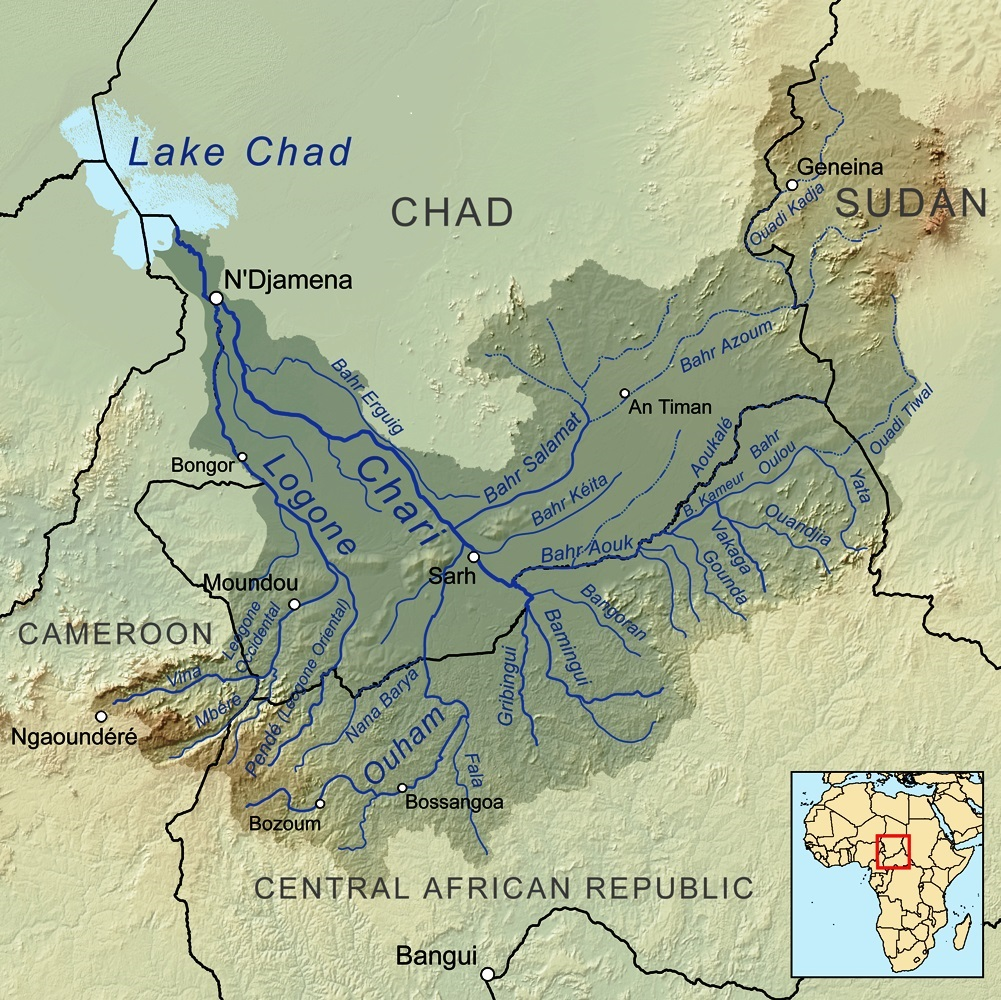 Geneina
Lake Chad
Ouadi Kadja
SUDAN
CHAD
N'Djamena
Bahr Azoum
Bahr Erguig
An Timan
Ouadi Tiwal
Bahr Salamat
Aoukalé
Bahr
Oulou
Bongor
Logone
Chari
Bahr Kéita
B. Kameur
Yata
Ouandjia
Vakaga
Gounda
Bahr Aouk
Sarh
Moundou
Bangoran
Bamingui
CAMEROON
Logone
Occidental
Pendé (Logone Oriental)
Vina
Mbéré
Nana Barya
Gribingui
Ngaoundéré
Ouham
Fala
Bossangoa
Bozoum
CENTRAL AFRICAN REPUBLIC
Bangui